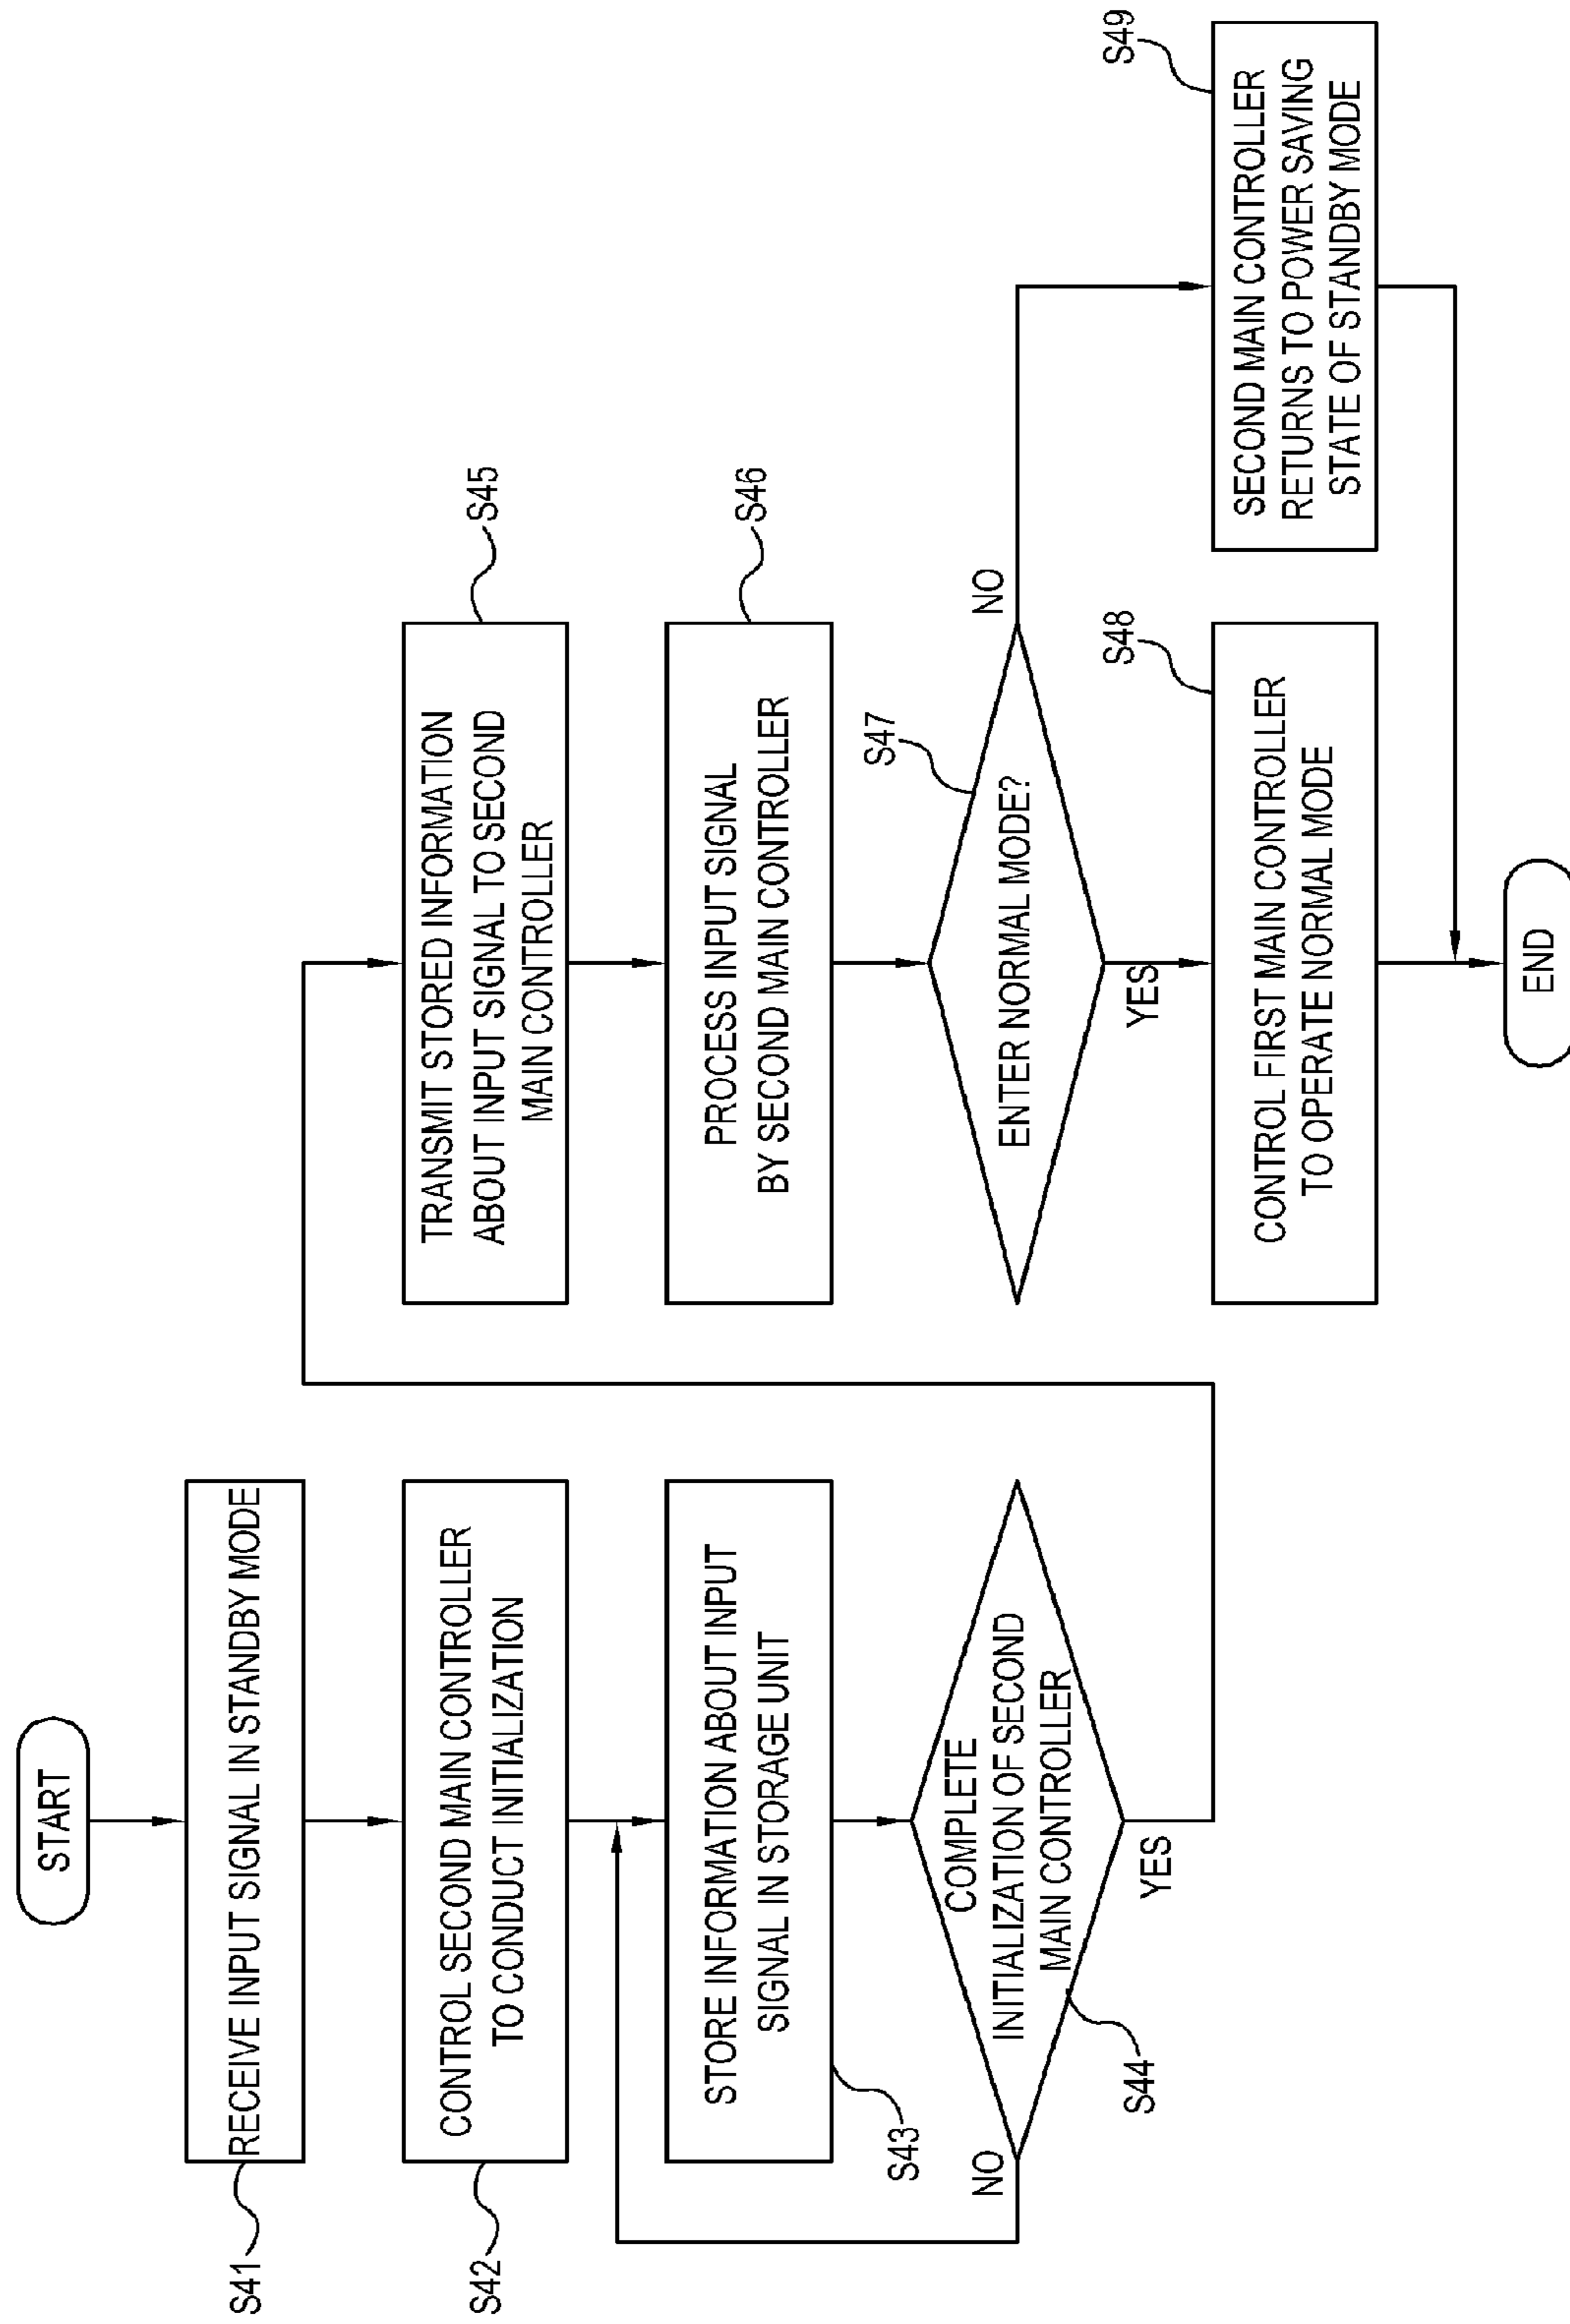 START
RECEIVE INPUT SIGNAL IN STANDBY MODE
S41
CONTROL SECOND MAIN CONTROLLER
TO CONDUCT INITIALIZATION
S42
STORE INFORMATION ABOUT INPUT
SIGNAL IN STORAGE UNIT
S43
COMPLETE
INITIALIZATION OF SECOND
MAIN CONTROLLER
S44
NO
YES
TRANSMIT STORED INFORMATION
ABOUT INPUT SIGNAL TO SECOND
MAIN CONTROLLER
S45
PROCESS INPUT SIGNAL
BY SECOND MAIN CONTROLLER
S46
ENTER NORMAL MODE?
S47
NO
YES
CONTROL FIRST MAIN CONTROLLER
TO OPERATE NORMAL MODE
S48
SECOND MAIN CONTROLLER
RETURNS TO POWER SAVING
STATE OF STANDBY MODE
S49
END